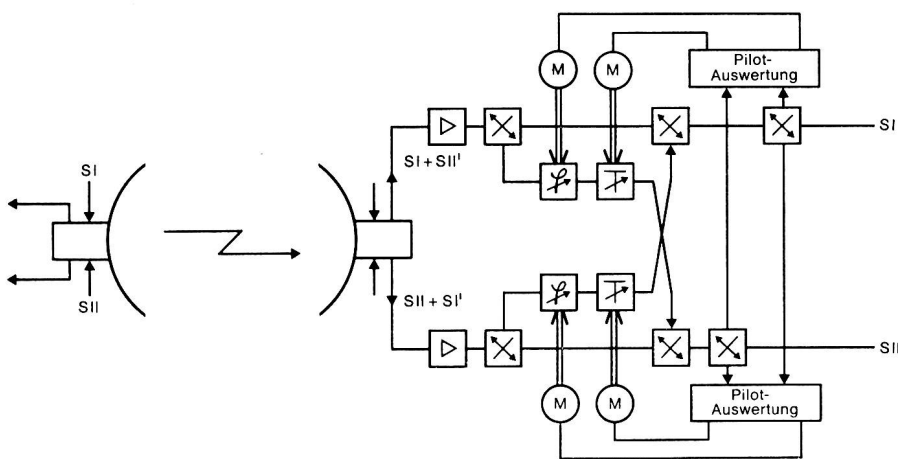 M
M
Pilot-
Auswertung
SI
SI + SII'
φ
T
SI
SII
SII + SI'
φ
T
SII
M
M
Pilot-
Auswertung